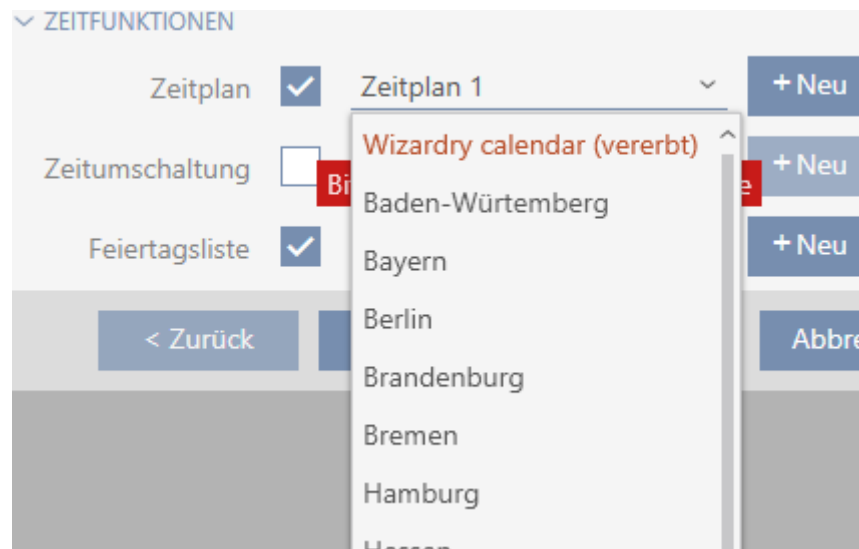 ZEITFUNKTIONEN
Zeitplan Zeitplan 1 + Neu
Wizardry calendar (vererbt)
Zeitumschaltung + Neu
Baden-Würtemberg
Feiertagsliste + Neu
Bayern
Berlin
< Zurück
Brandenburg
Bremen
Hamburg